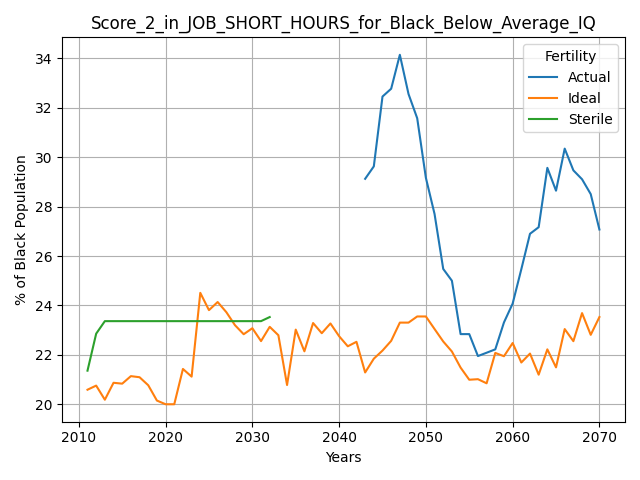 Score_2_in_JOB_SHORT_HOURS_for_Black_Below_Average_IQ
Fertility
Actual
Ideal
Sterile
% of Black Population
34
32
30
28
26
24
22
20
2010
2020
2030
2040
2050
2060
2070
Years